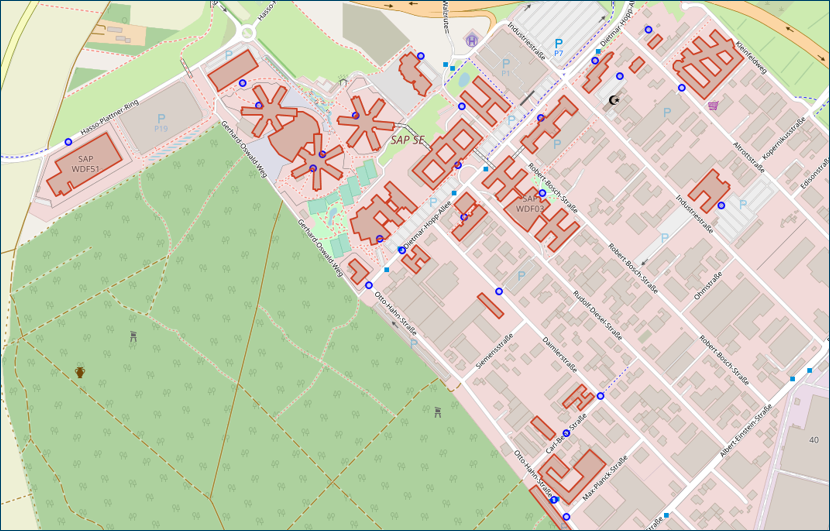 Hasso-
Walzrute
Industriestraße
Dietmar-Hopp-Al
P
P7
H
P
P1
Kleinfeldweg
Hasso-Plattner-Ring
P
P19
SAP SE
P
P
SAP
WDF51
Gerhard-Oswald-Weg
Altrottstraße
Kopernikusstraße
Edisonstraße
Robert-Bosch-Straße
Industriestraße
SAP
WDF03
P
P
P
Gerhard-Oswald-Weg
Dietmar-Hopp-Allee
Robert-Bosch-Straße
P
Ohmstraße
Otto-Hahn-Straße
Rudolf-Diesel-Straße
P
Siemensstraße
Daimlerstraße
Robert-Bosch-Straße
Carl-Benz-Straße
Albert-Einstein-Straße
40
Otto-Hahn-Straße
Max-Planck-Straße